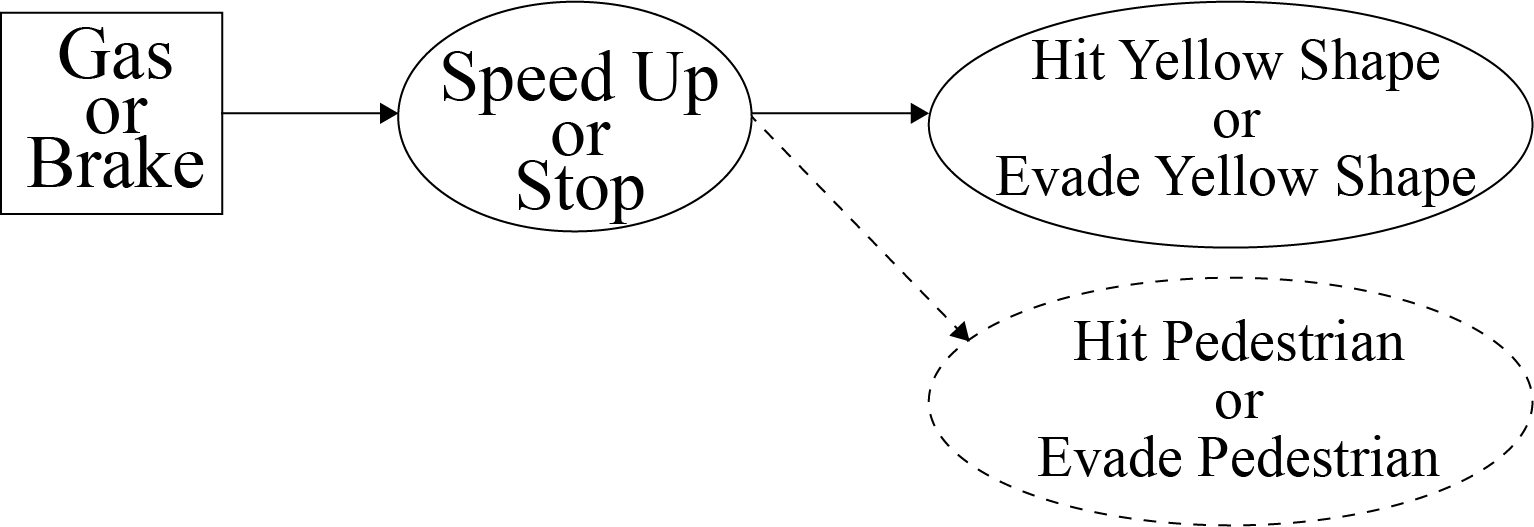 Gas
or
Brake
Speed Up
or
Stop
Hit Yellow Shape
or
Evade Yellow Shape
Hit Pedestrian
or
Evade Pedestrian